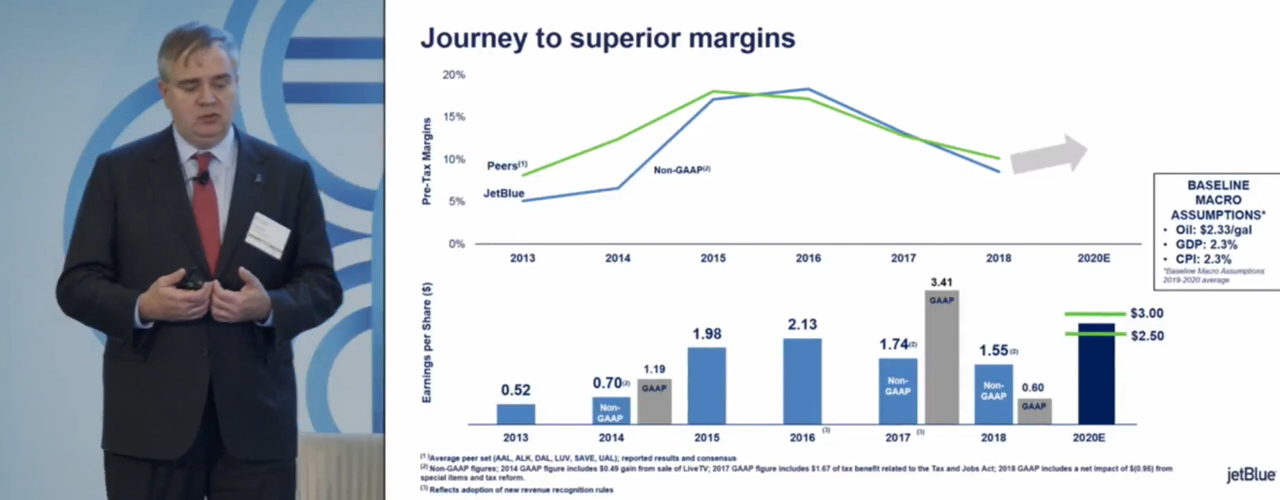 Journey to superior margins
20%
15%
10%
5%
0%
Pre-Tax Margins
Peers(1)
JetBlue
Non-GAAP(2)
2013 2014 2015 2016 2017 2018 2020E
BASELINE
MACRO
ASSUMPTIONS*
• Oil: $2.33/gal
• GDP: 2.3%
• CPI: 2.3%
*Baseline Macro Assumptions
2019-2020 average
Earnings per Share ($)
0.52
0.70(2)
Non-
GAAP
1.19
GAAP
1.98
2.13
1.74(2)
Non-
GAAP
3.41
GAAP
1.55(2)
Non-
GAAP
0.60
GAAP
$3.00
$2.50
2013 2014 2015 2016(3) 2017(3) 2018 2020E
(1)Average peer set (AAL, ALK, DAL, LUV, SAVE, UAL); reported results and consensus
(2)Non-GAAP figures; 2014 GAAP figure includes $0.49 gain from sale of LiveTV; 2017 GAAP figure includes $1.67 of tax benefit related to the Tax and Jobs Act; 2018 GAAP includes a net impact of $(0.95) from
special items and tax reform.
(3) Reflects adoption of new revenue recognition rules
jetBlue